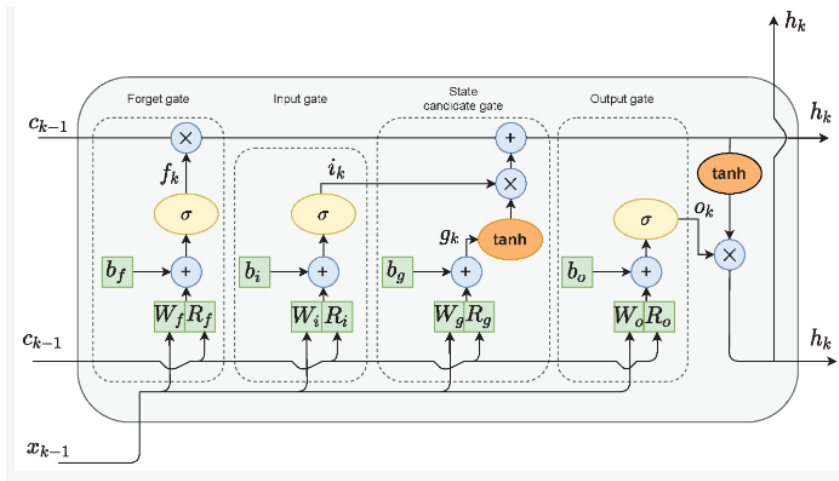 h_k
Forget gate
Input gate
State
candidate gate
Output gate
c_{k-1}
×
+
h_k
f_k
i_k
×
tanh
σ
σ
g_k
tanh
σ
o_k
×
b_f
+
b_i
+
b_g
+
b_o
+
W_f R_f
W_i R_i
W_g R_g
W_o R_o
c_{k-1}
h_k
x_{k-1}